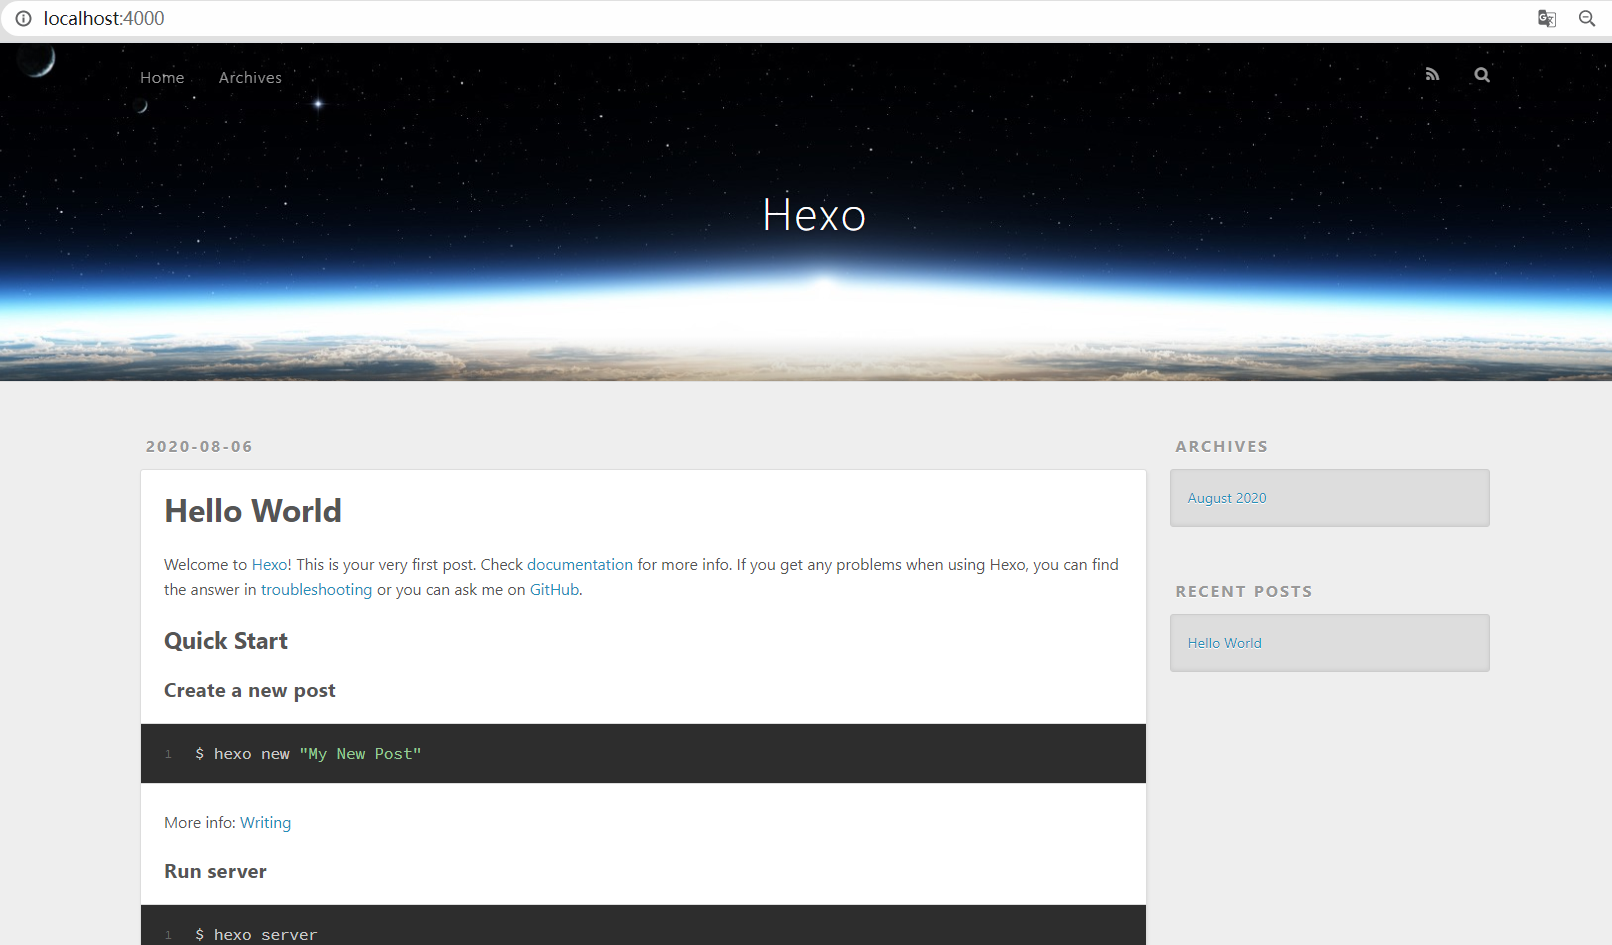 localhost:4000
Home Archives
Hexo
2020-08-06
Hello World
Welcome to Hexo! This is your very first post. Check documentation for more info. If you get any problems when using Hexo, you can find
the answer in troubleshooting or you can ask me on GitHub.
Quick Start
Create a new post
1 $ hexo new "My New Post"
More info: Writing
Run server
1 $ hexo server
ARCHIVES
August 2020
RECENT POSTS
Hello World